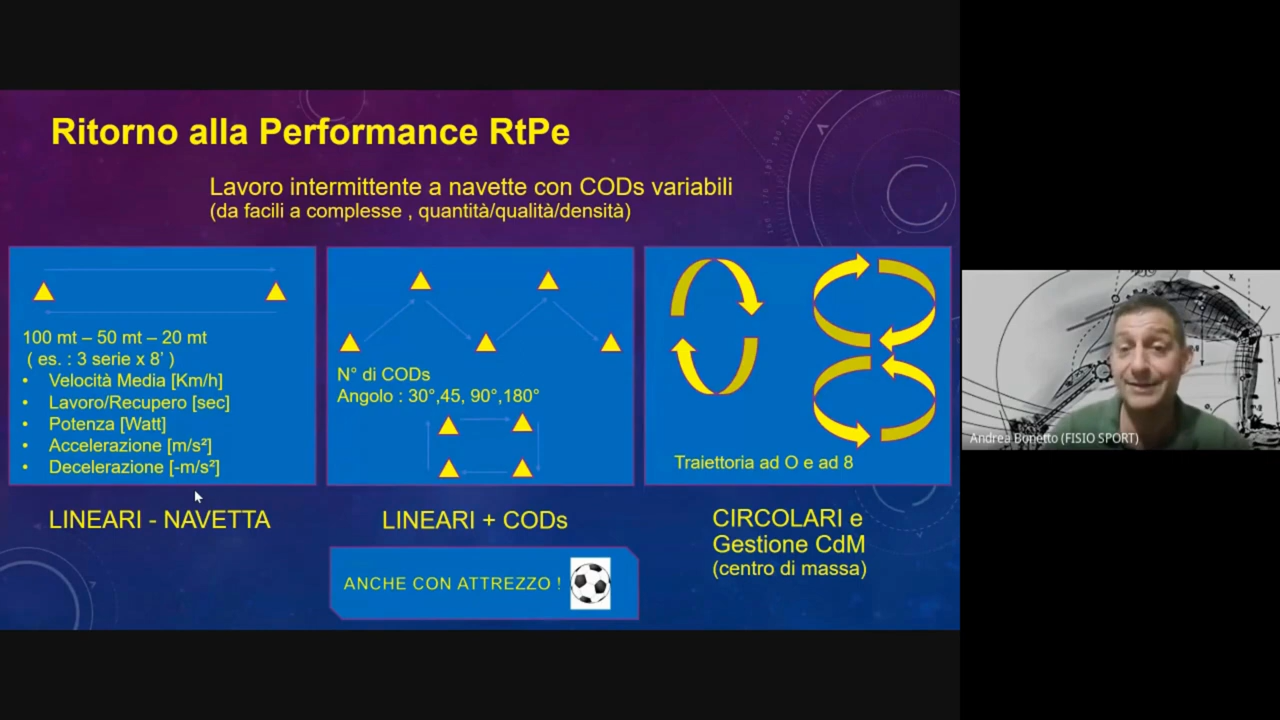 Ritorno alla Performance RtPe
Lavoro intermittente a navette con CODs variabili
(da facili a complesse , quantità/qualità/densità)
100 mt – 50 mt – 20 mt
( es. : 3 serie x 8’ )
• Velocità Media [Km/h]
• Lavoro/Recupero [sec]
• Potenza [Watt]
• Accelerazione [m/s²]
• Decelerazione [-m/s²]
LINEARI - NAVETTA
N° di CODs
Angolo : 30°,45, 90°,180°
LINEARI + CODs
ANCHE CON ATTREZZO !
Traiettoria ad O e ad 8
CIRCOLARI e
Gestione CdM
(centro di massa)
Andrea Bonetto (FISIO SPORT)